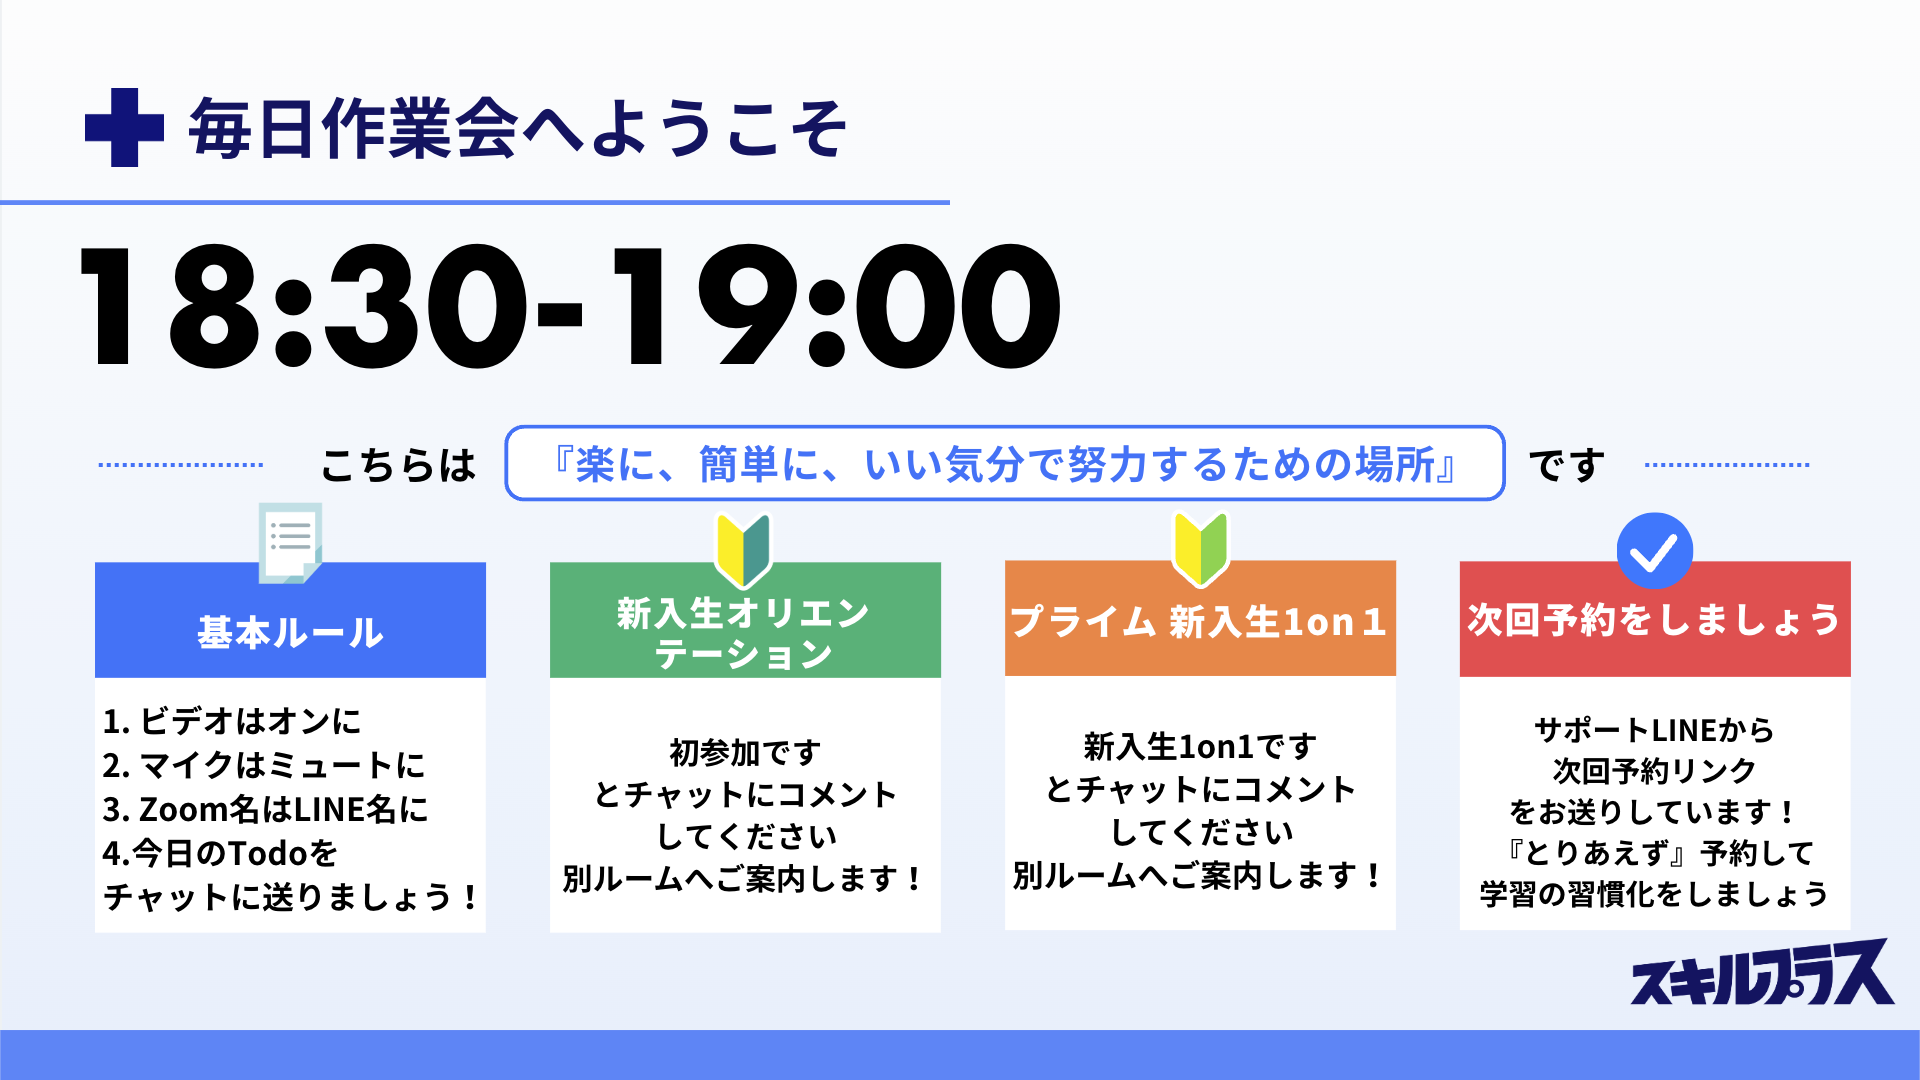 毎日作業会へようこそ
18:30-19:00
こちらは 『楽に、簡単に、いい気分で努力するための場所』 です
基本ルール
1. ビデオはオンに
2. マイクはミュートに
3. Zoom名はLINE名に
4.今日のTodoを
チャットに送りましょう！
新入生オリエン
テーション
初参加です
とチャットにコメント
してください
別ルームへご案内します！
プライム 新入生1on１
新入生1on1です
とチャットにコメント
してください
別ルームへご案内します！
次回予約をしましょう
サポートLINEから
次回予約リンク
をお送りしています！
『とりあえず』予約して
学習の習慣化をしましょう
スキルプラス